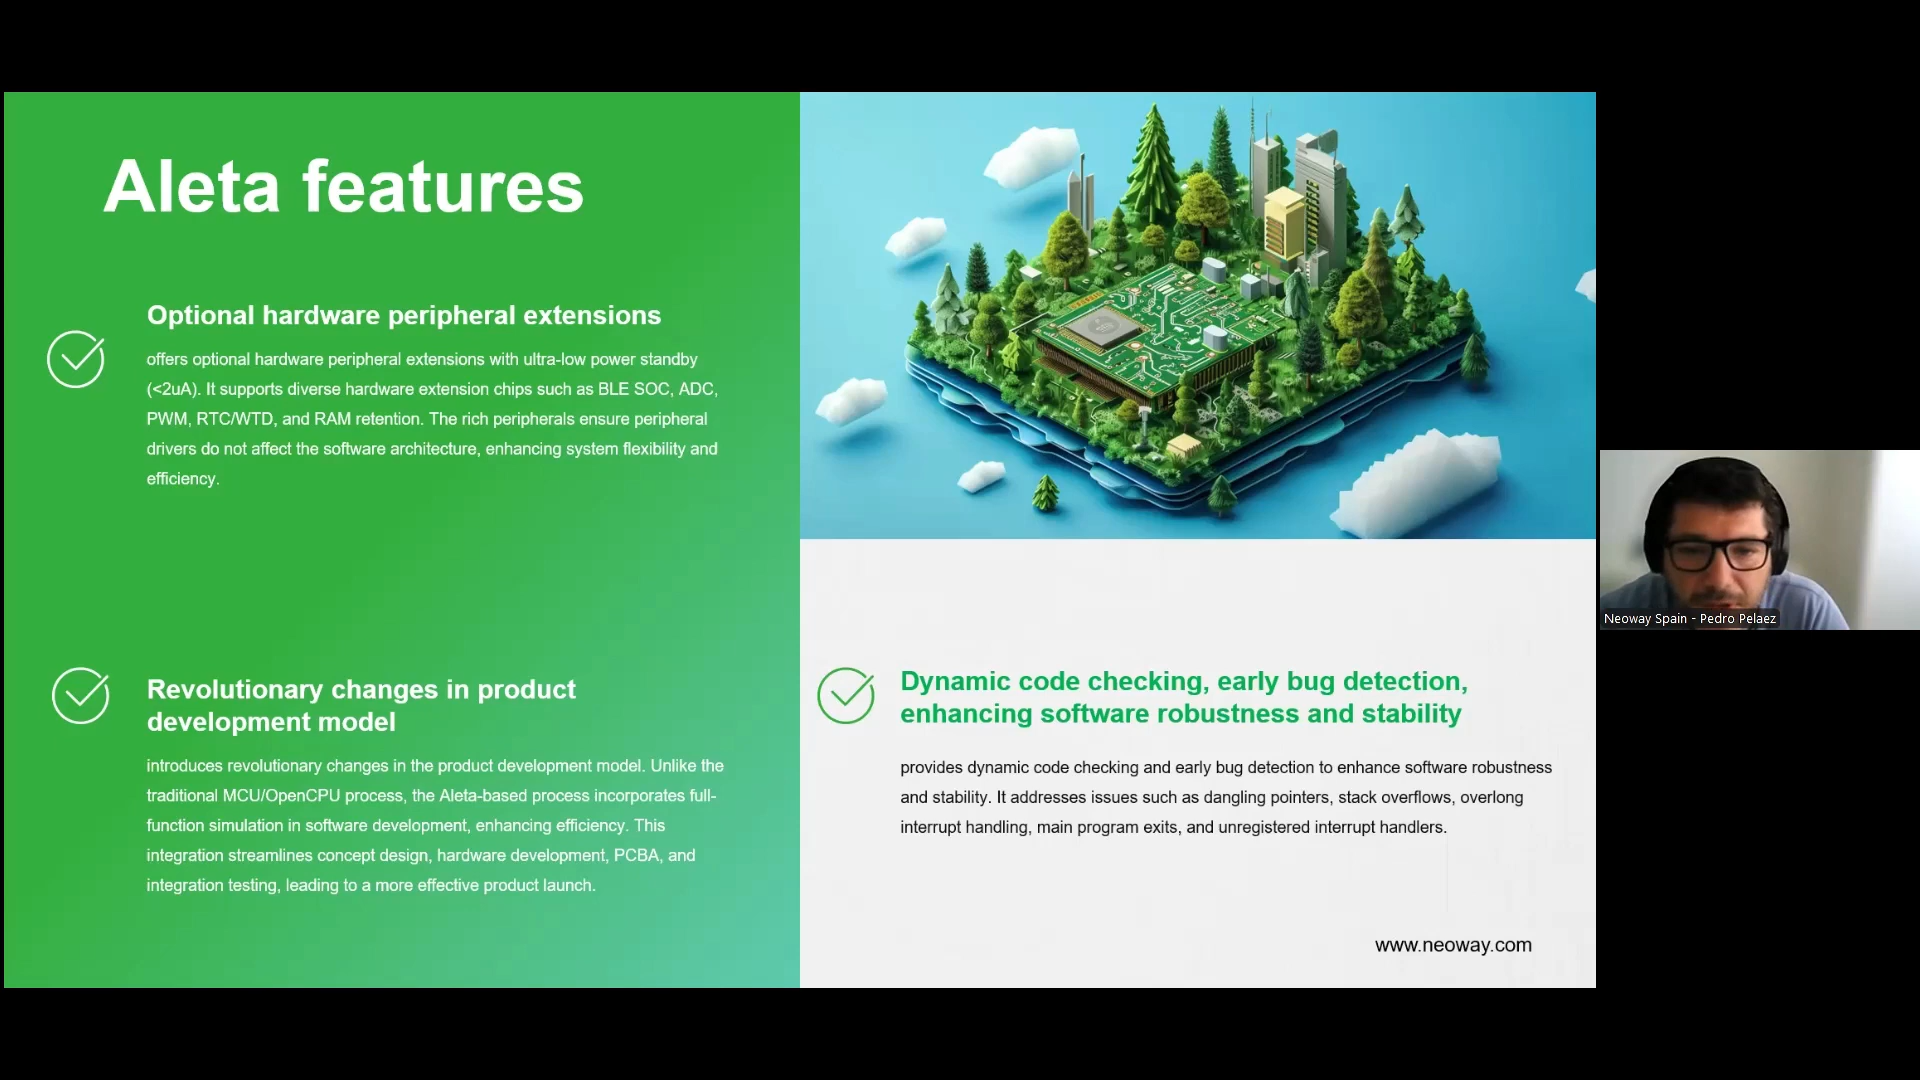 Aleta features
Optional hardware peripheral extensions
offers optional hardware peripheral extensions with ultra-low power standby
(<2uA). It supports diverse hardware extension chips such as BLE SOC, ADC,
PWM, RTC/WTD, and RAM retention. The rich peripherals ensure peripheral
drivers do not affect the software architecture, enhancing system flexibility and
efficiency.
Revolutionary changes in product
development model
introduces revolutionary changes in the product development model. Unlike the
traditional MCU/OpenCPU process, the Aleta-based process incorporates full-
function simulation in software development, enhancing efficiency. This
integration streamlines concept design, hardware development, PCBA, and
integration testing, leading to a more effective product launch.
Dynamic code checking, early bug detection,
enhancing software robustness and stability
provides dynamic code checking and early bug detection to enhance software robustness
and stability. It addresses issues such as dangling pointers, stack overflows, overlong
interrupt handling, main program exits, and unregistered interrupt handlers.
www.neoway.com
Neoway Spain - Pedro Pelaez